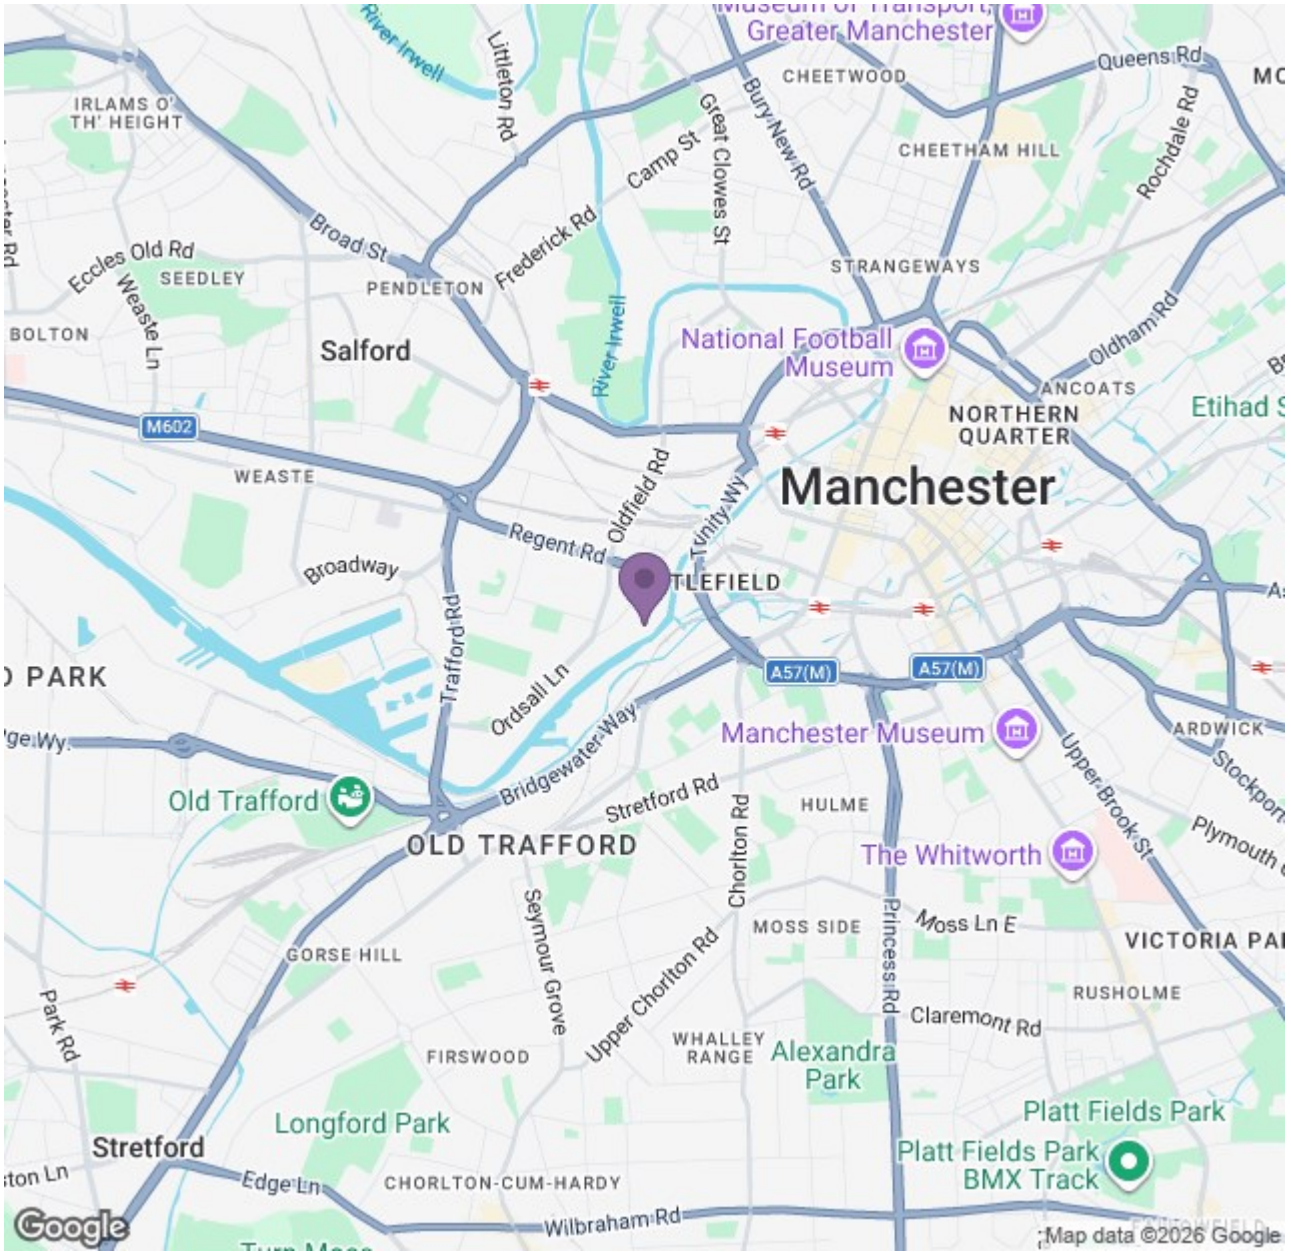 Museum of Transport,
Greater Manchester
River Irwell
Littleton Rd
Queens Rd
CHEETWOOD
IRLAMS O'
TH' HEIGHT
Bury New Rd
Great Clowes St
Camp St
CHEETHAM HILL
Rochdale Rd
Broad St
Frederick Rd
Eccles Old Rd
SEEDLEY
PENDLETON
STRANGEWAYS
Weaste Ln
BOLTON
Salford
River Irwell
National Football
Museum
Oldham Rd
ANCOATS
NORTHERN
QUARTER
Etihad S
M602
WEASTE
Oldfield Rd
Manchester
Trinity Wy
Regent Rd
Broadway
TLEFIELD
Trafford Rd
Ordsall Ln
PARK
A57(M)
A57(M)
Bridgewater Way
Manchester Museum
ARDWICK
Upper Brook St
Stockport
Old Trafford
Stretford Rd
HULME
Chorlton Rd
Plymouth
OLD TRAFFORD
The Whitworth
Seymour Grove
Princess Rd
MOSS SIDE
Moss Ln E
GORSE HILL
VICTORIA PA
Upper Chorlton Rd
RUSHOLME
Park Rd
Claremont Rd
FIRSWOOD
WHALLEY
RANGE
Alexandra
Park
Longford Park
Platt Fields Park
Stretford
Platt Fields Park
BMX Track
Edge Ln
CHORLTON-CUM-HARDY
Wilbraham Rd
Google
Map data ©2026 Google